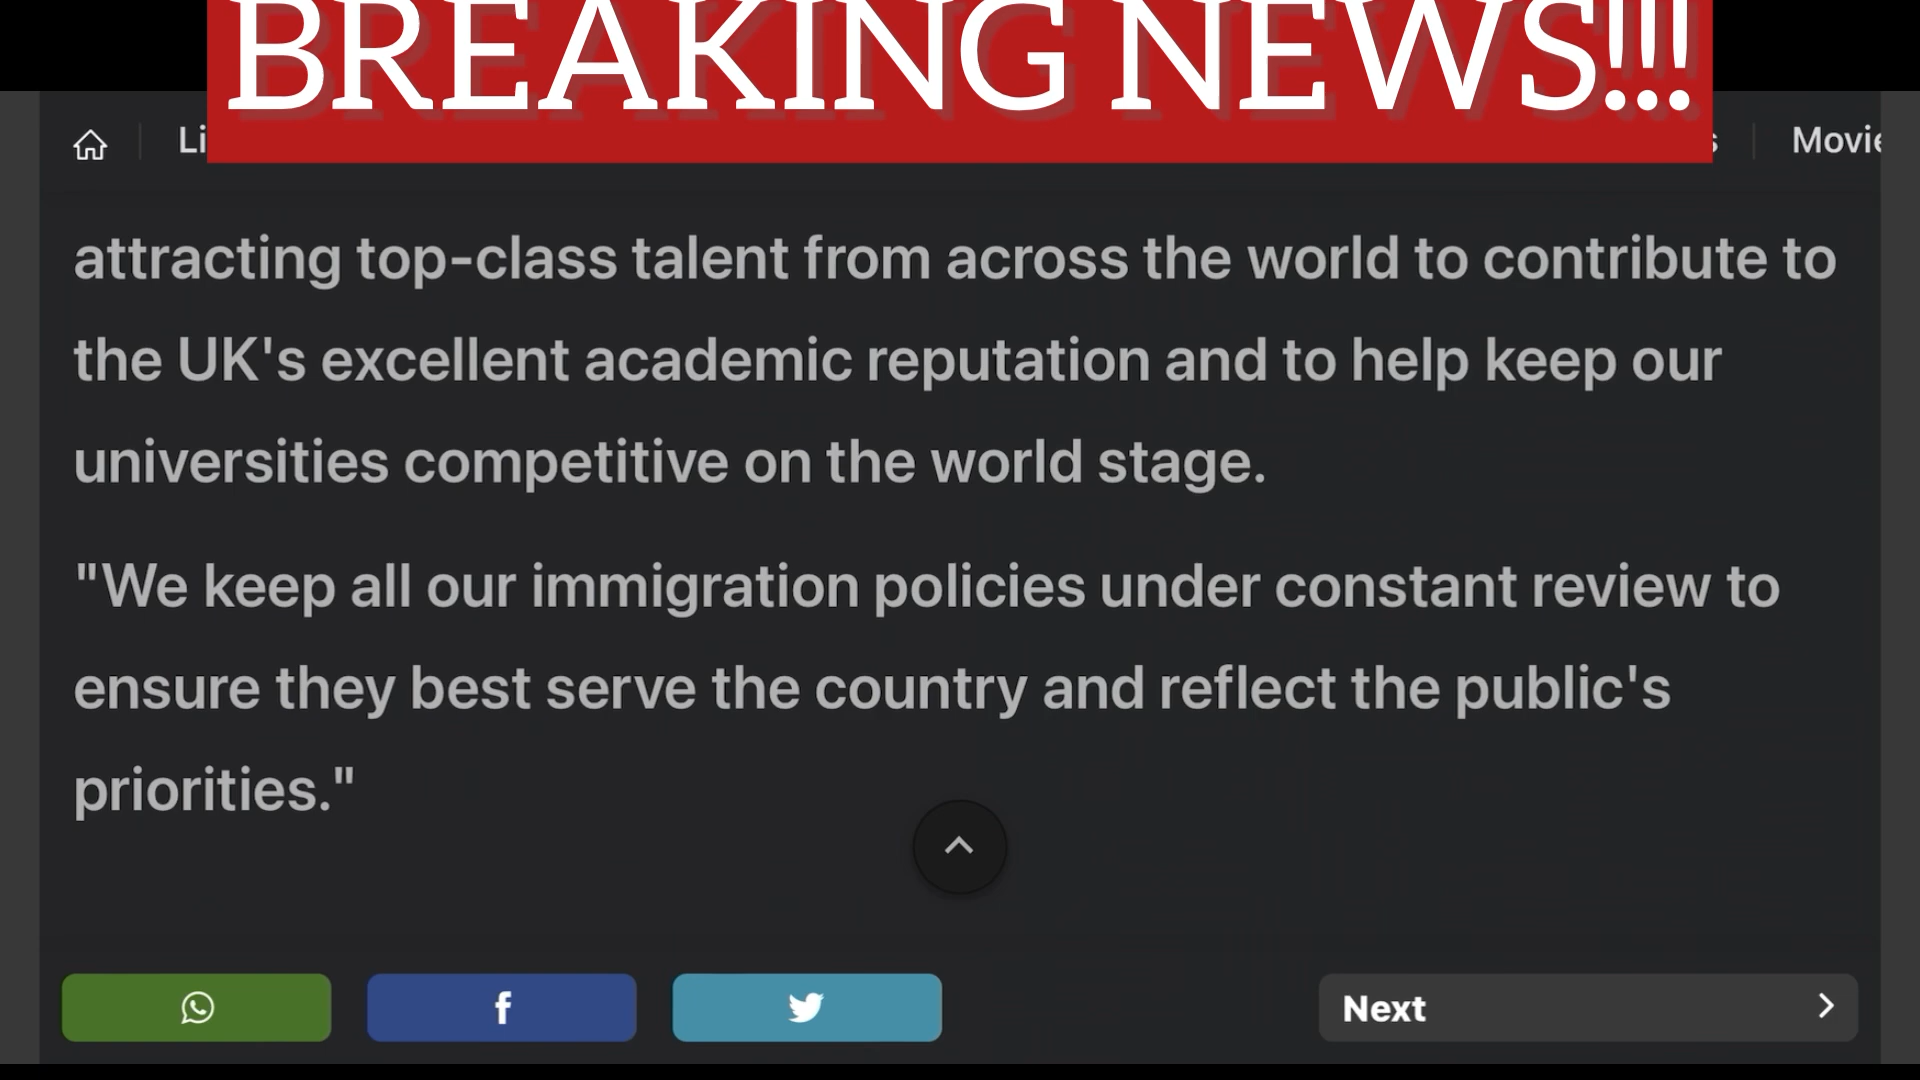 BREAKING NEWS!!!
Li
s
Movie
attracting top-class talent from across the world to contribute to
the UK's excellent academic reputation and to help keep our
universities competitive on the world stage.
"We keep all our immigration policies under constant review to
ensure they best serve the country and reflect the public's
priorities."
Next